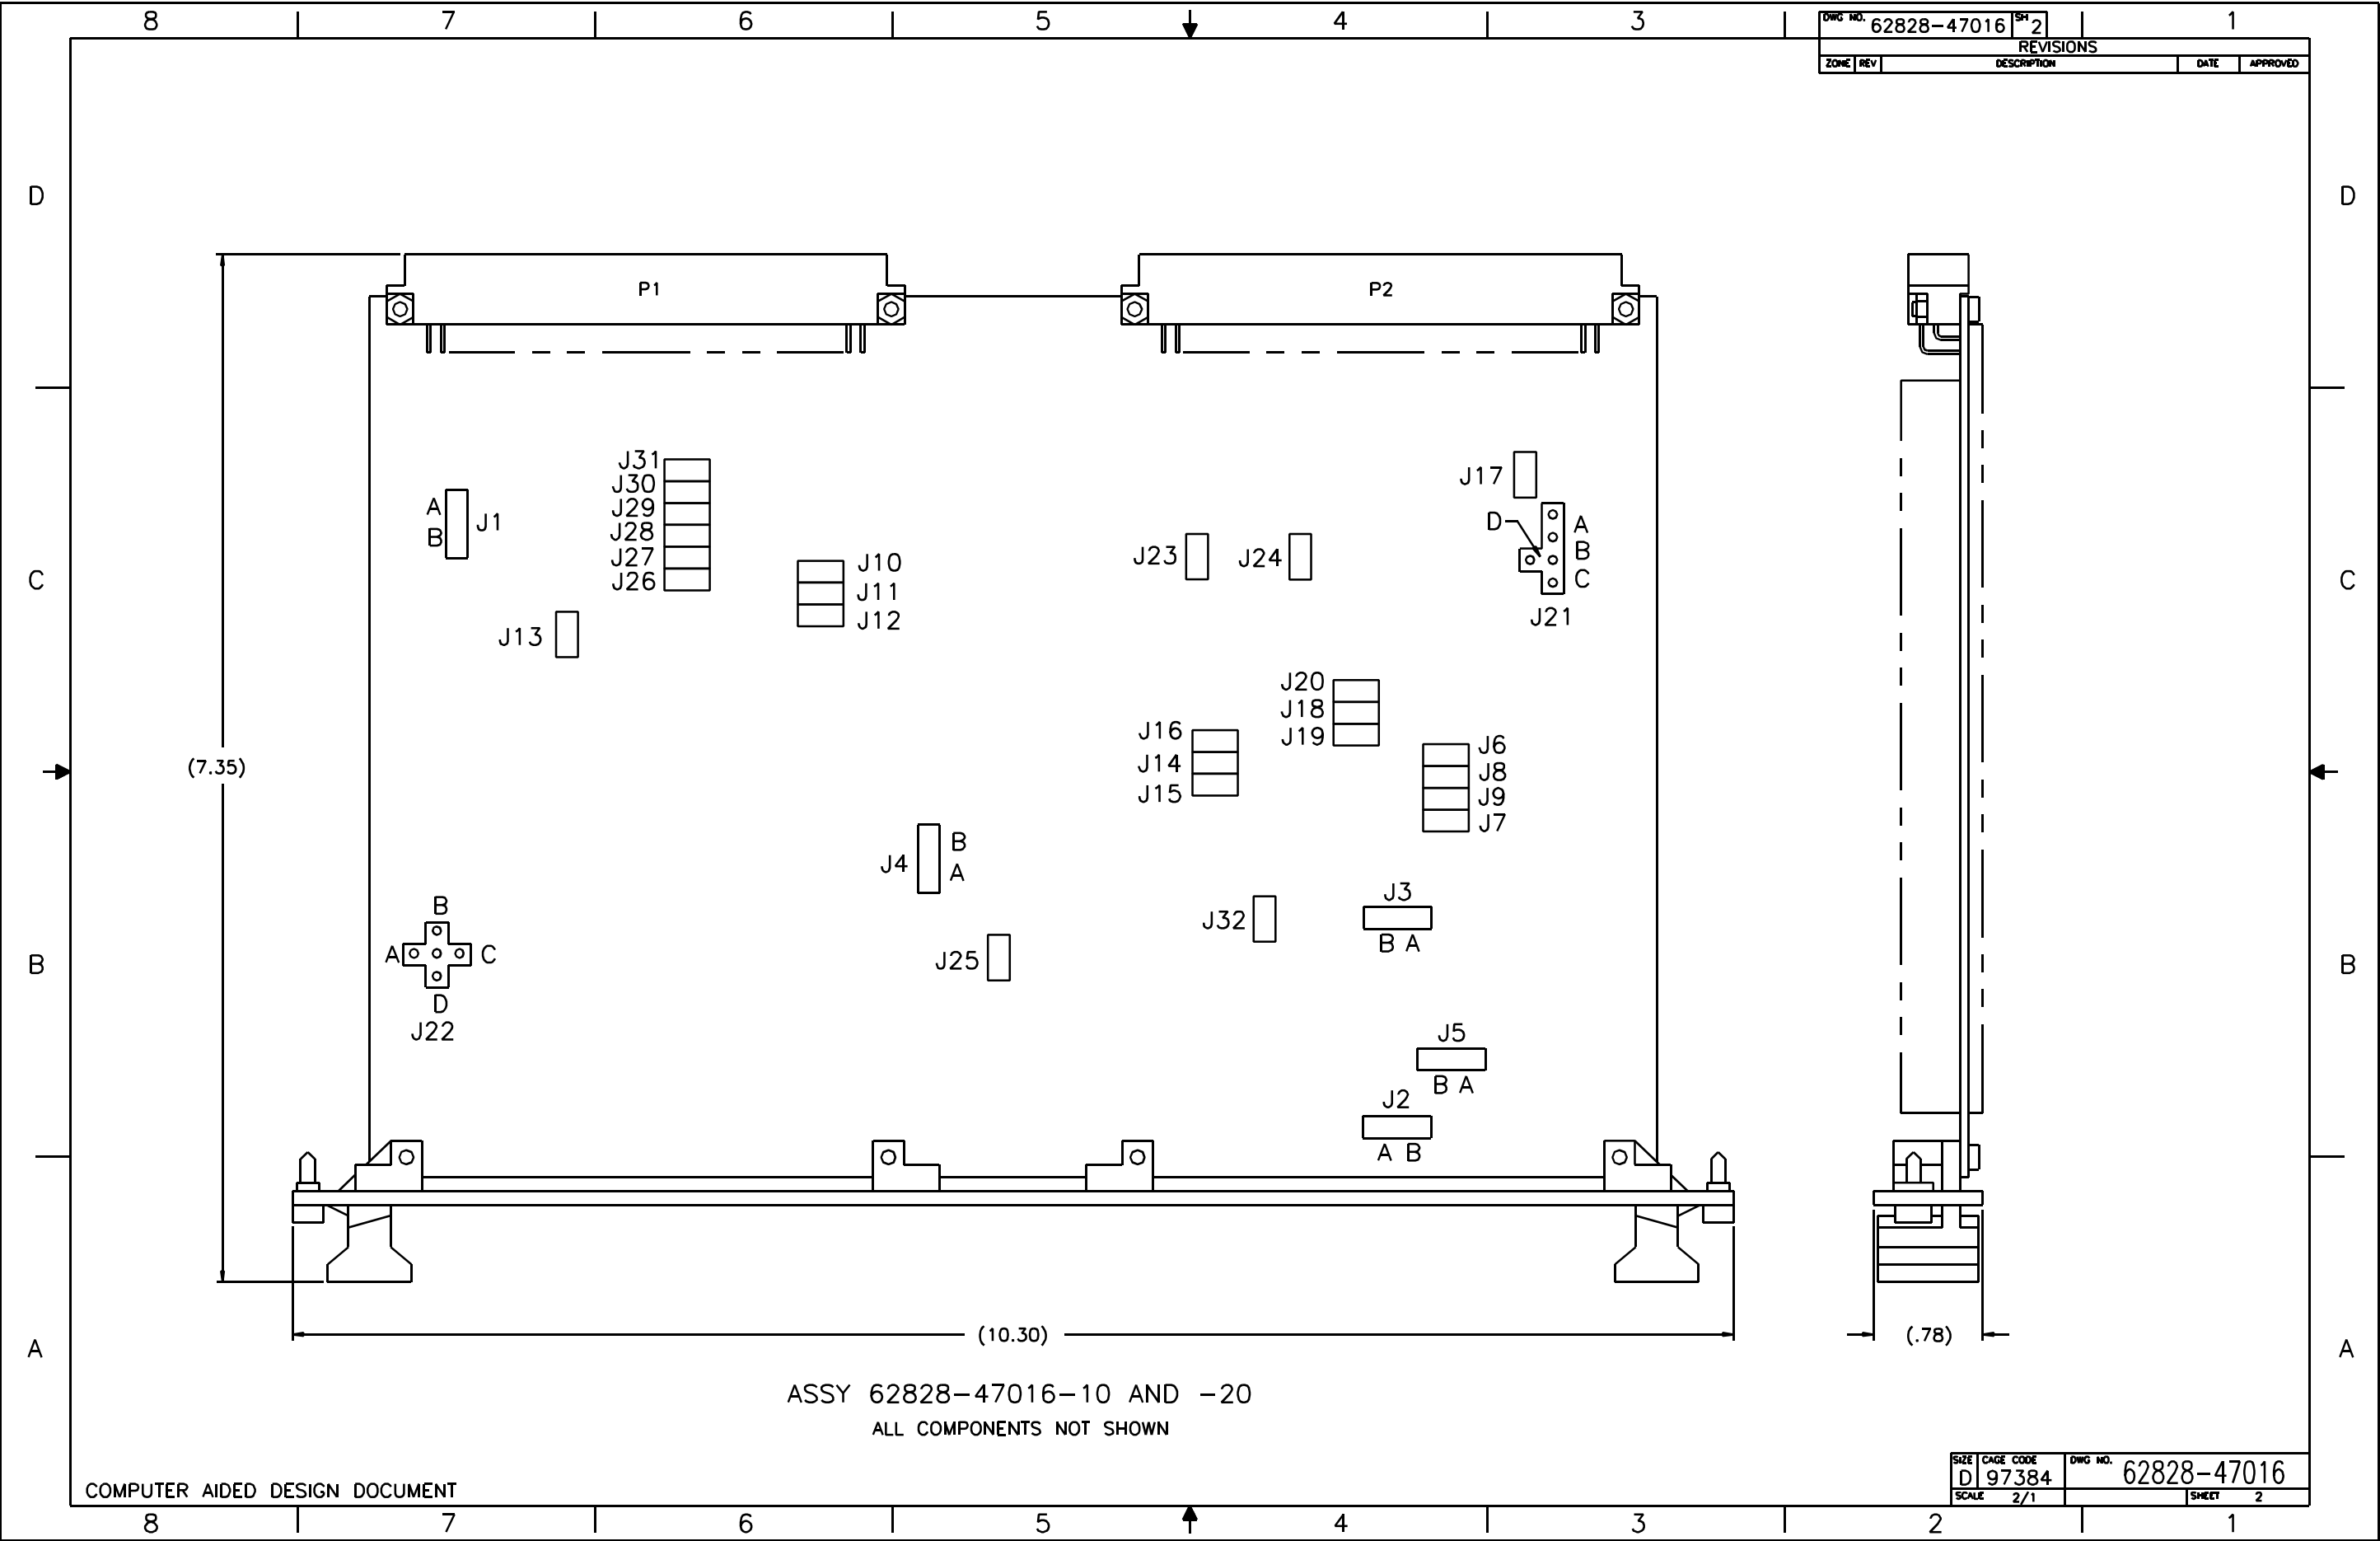 8 7 6 5 4 3 1
DWG NO. 62828-47016 SH 2
REVISIONS
ZONE REV DESCRIPTION DATE APPROVED
D D
P1 P2
J31
J30
J29
J28
J27
J26
A
B
J1
J10
J11
J12
J13
J17
D
A
B
C
J21
J23 J24
C C
J20
J18
J19
J16
J14
J15
J6
J8
J9
J7
(7.35)
J4
B
A
J3
B A
J32
J25
B
A C
D
J22
B B
J5
B A
J2
A B
(10.30) (.78)
A A
ASSY 62828-47016-10 AND -20
ALL COMPONENTS NOT SHOWN
COMPUTER AIDED DESIGN DOCUMENT
SIZE D CAGE CODE 97384 DWG NO. 62828-47016
SCALE 2/1 SHEET 2
8 7 6 5 4 3 2 1